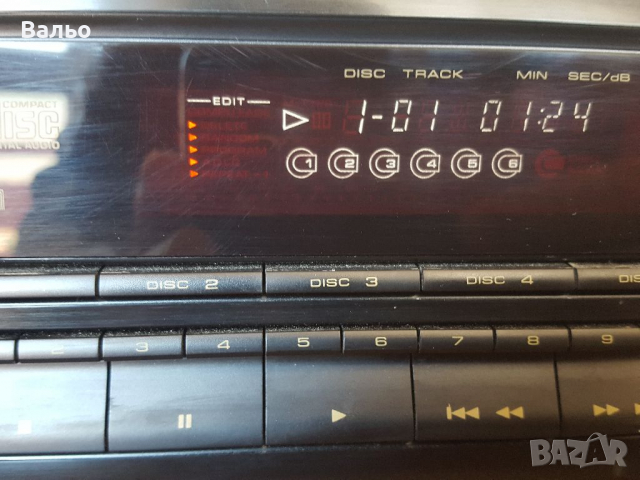 Вальо
DISC TRACK MIN SEC/dB
EDIT
COMPACT
DISC
DIGITAL AUDIO
1-01 01:24
1 2 3 4 5 6
DISC 2 DISC 3 DISC 4
2 3 4 5 6 7 8 9
BAZAR